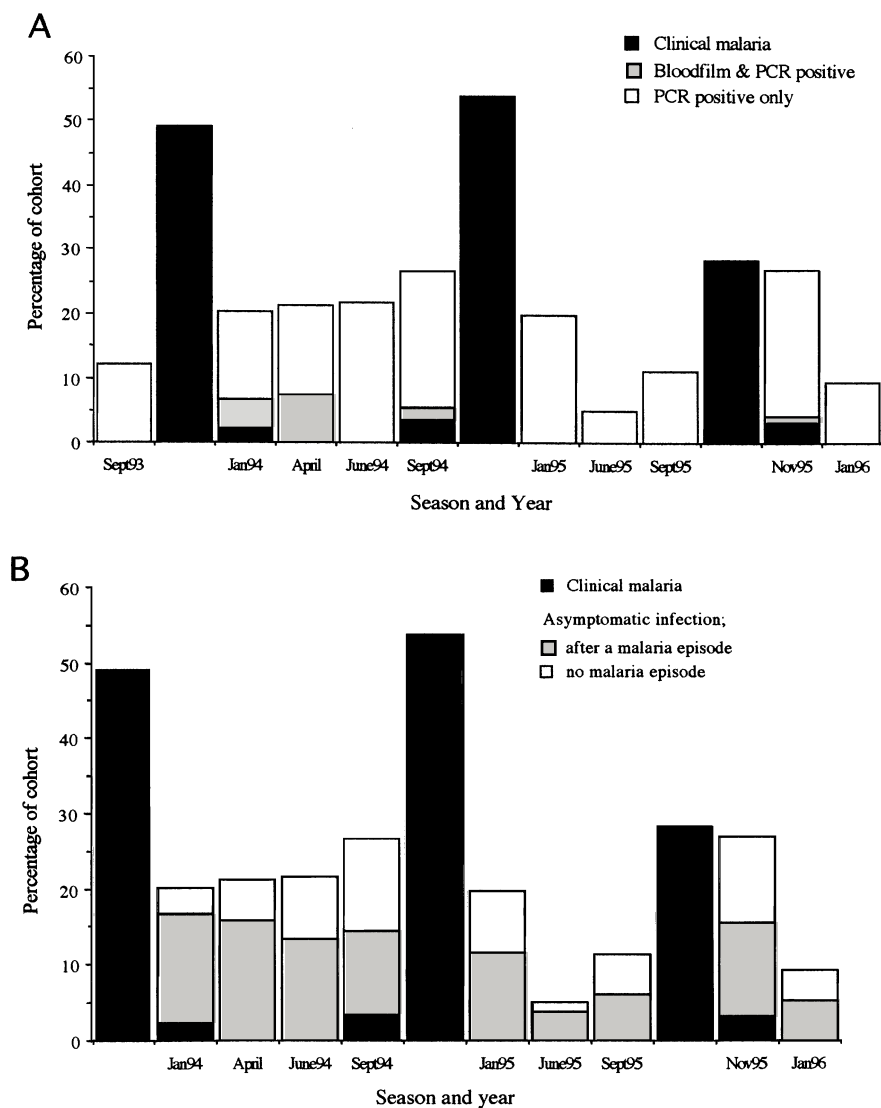 A
Clinical malaria
Bloodfilm & PCR positive
PCR positive only
60
50
40
30
20
10
0
Percentage of cohort
Sept93 Jan94 April June94 Sept94 Jan95 June95 Sept95 Nov95 Jan96
Season and Year
B
Clinical malaria
Asymptomatic infection;
after a malaria episode
no malaria episode
60
50
40
30
20
10
0
Percentage of cohort
Jan94 April June94 Sept94 Jan95 June95 Sept95 Nov95 Jan96
Season and year